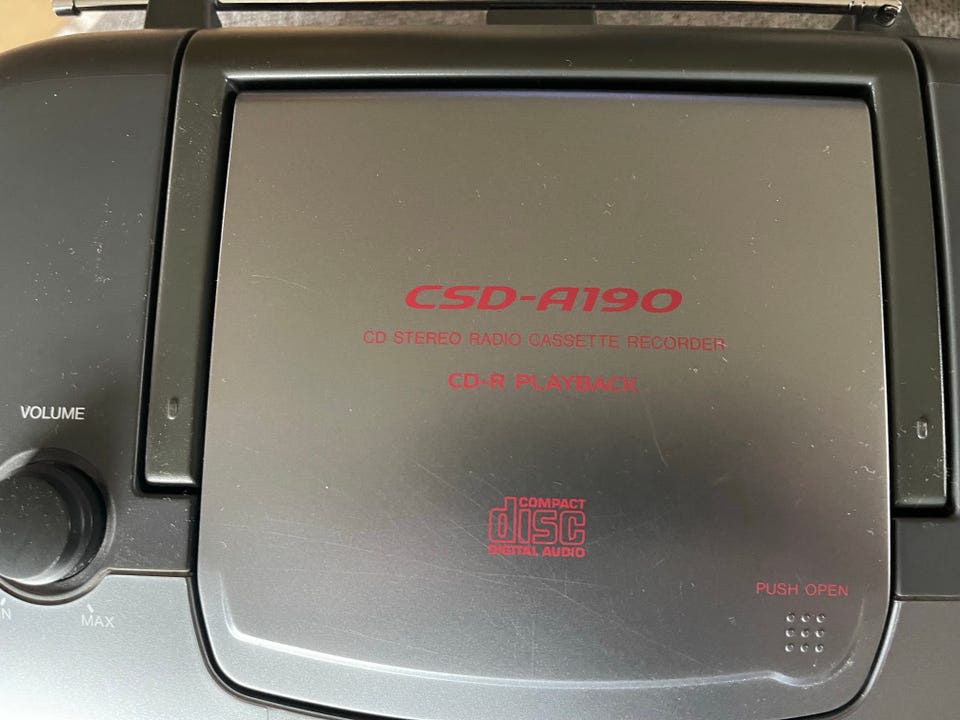 CSD-A190
CD STEREO RADIO CASSETTE RECORDER
CD-R PLAYBACK
VOLUME
COMPACT
disc
DIGITAL AUDIO
PUSH OPEN
MAX